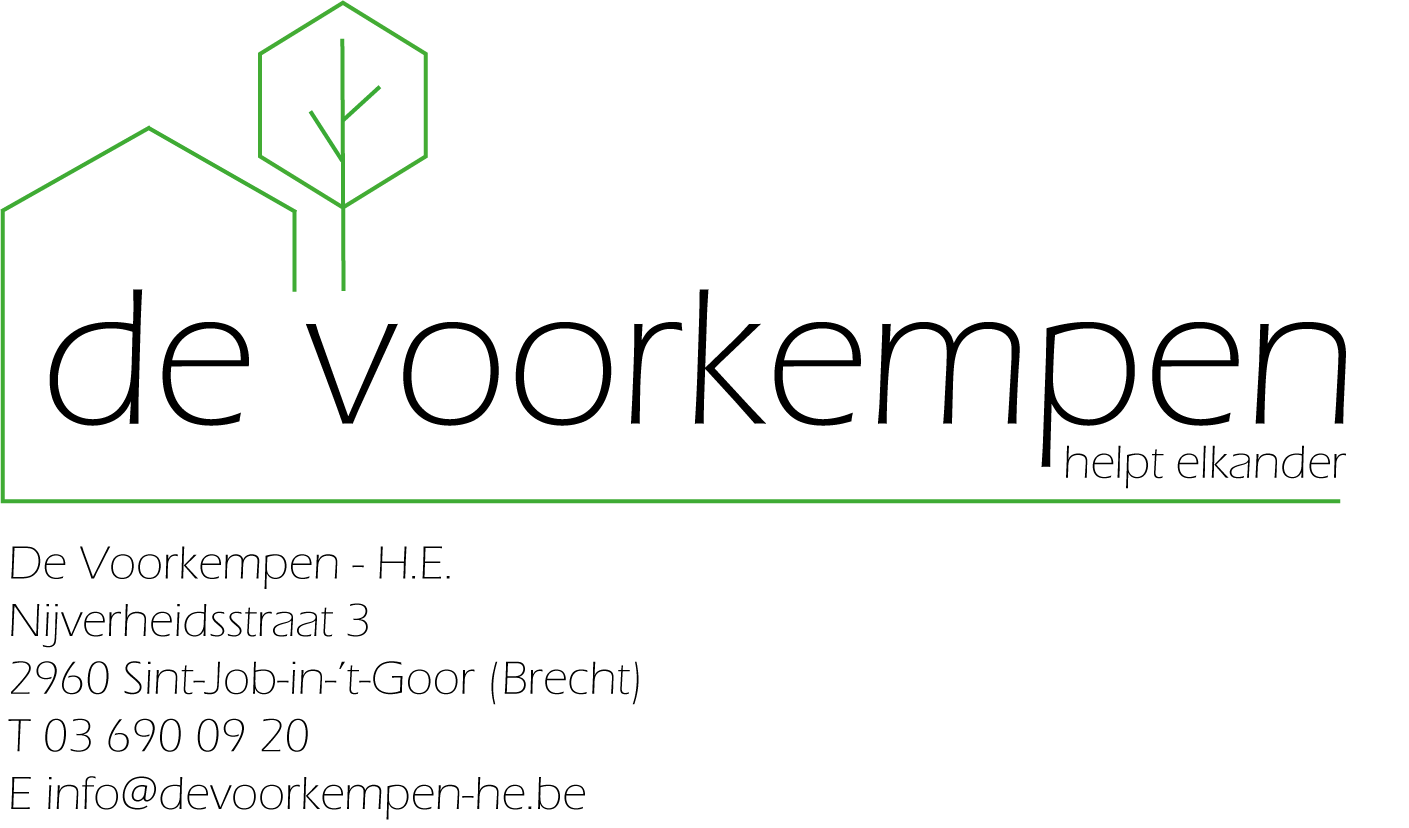 de voorkempen
helpt elkander
De Voorkempen - H.E.
Nijverheidsstraat 3
2960 Sint-Job-in-’t-Goor (Brecht)
T 03 690 09 20
E info@devoorkempen-he.be